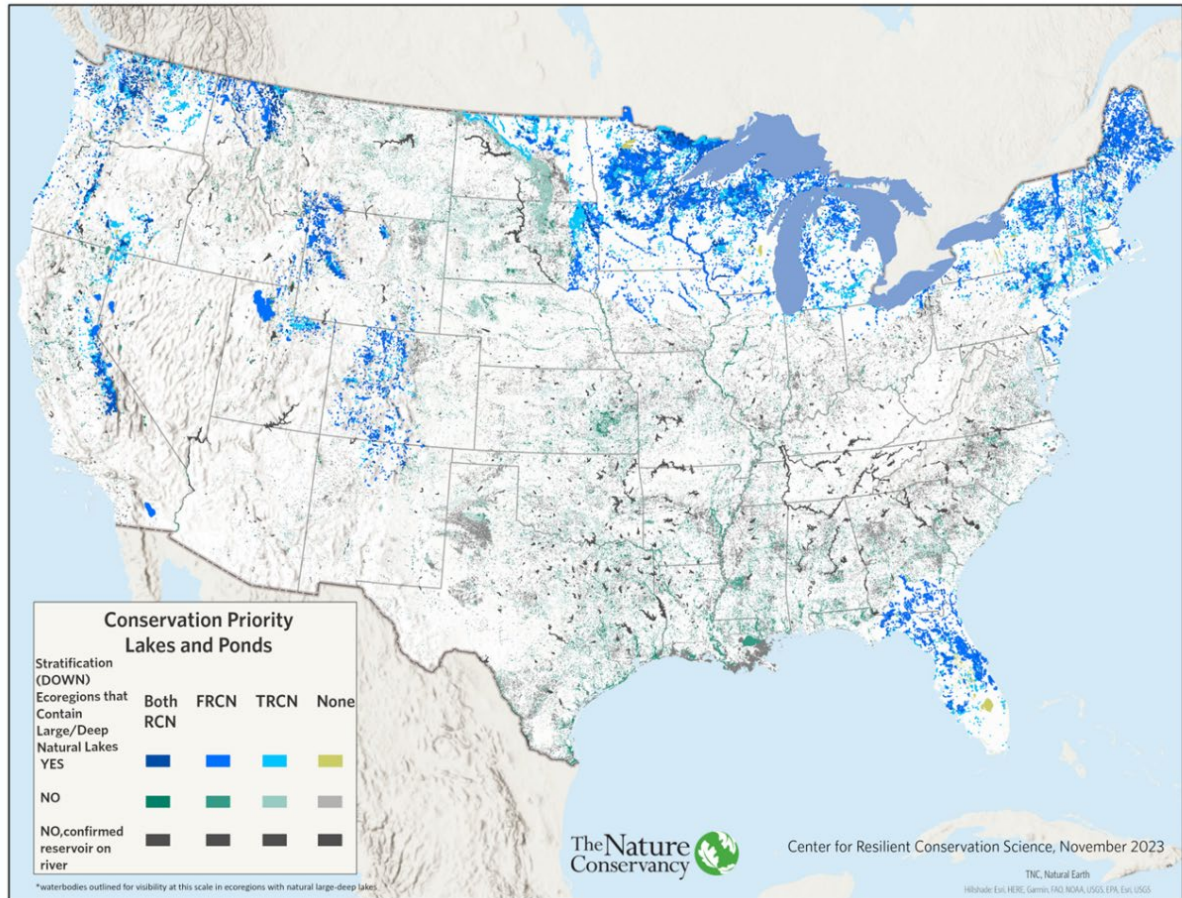 Conservation Priority
Lakes and Ponds
Stratification
(DOWN)
Ecoregions that
Contain
Large/Deep
Natural Lakes
Both
RCN
FRCN
TRCN
None
YES
NO
NO,confirmed
reservoir on
river
*waterbodies outlined for visibility at this scale in ecoregions with natural large-deep lakes
The Nature
Conservancy
Center for Resilient Conservation Science, November 2023
TNC, Natural Earth
Hillshade: Esri, HERE, Garmin, FAO, NOAA, USGS, EPA, Esri, USGS